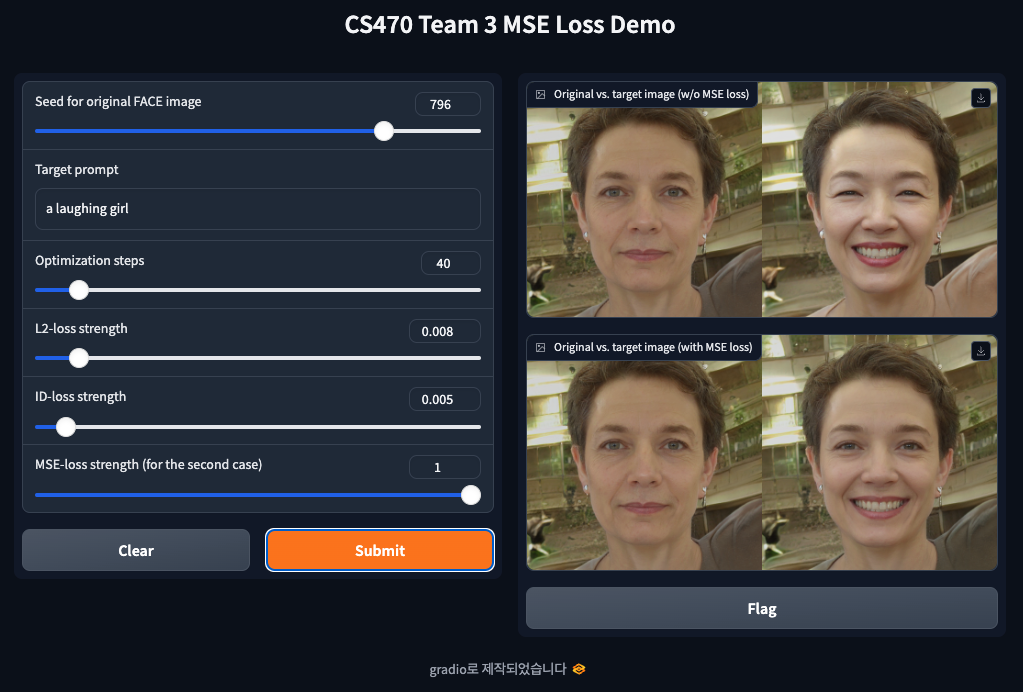 CS470 Team 3 MSE Loss Demo
Seed for original FACE image
796
Target prompt
a laughing girl
Optimization steps
40
L2-loss strength
0.008
ID-loss strength
0.005
MSE-loss strength (for the second case)
1
Clear
Submit
Original vs. target image (w/o MSE loss)
Original vs. target image (with MSE loss)
Flag
gradio로 제작되었습니다